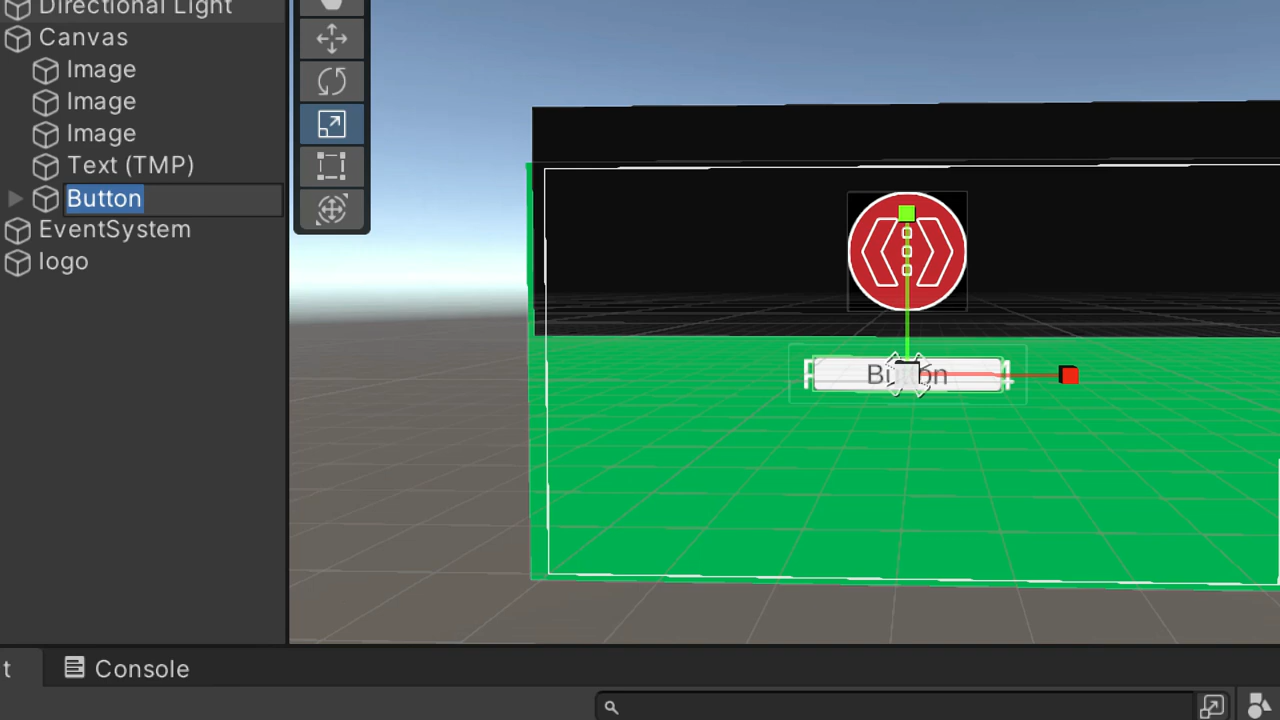 Directional Light
Canvas
Image
Image
Image
Text (TMP)
Button
EventSystem
logo
Button
t
Console